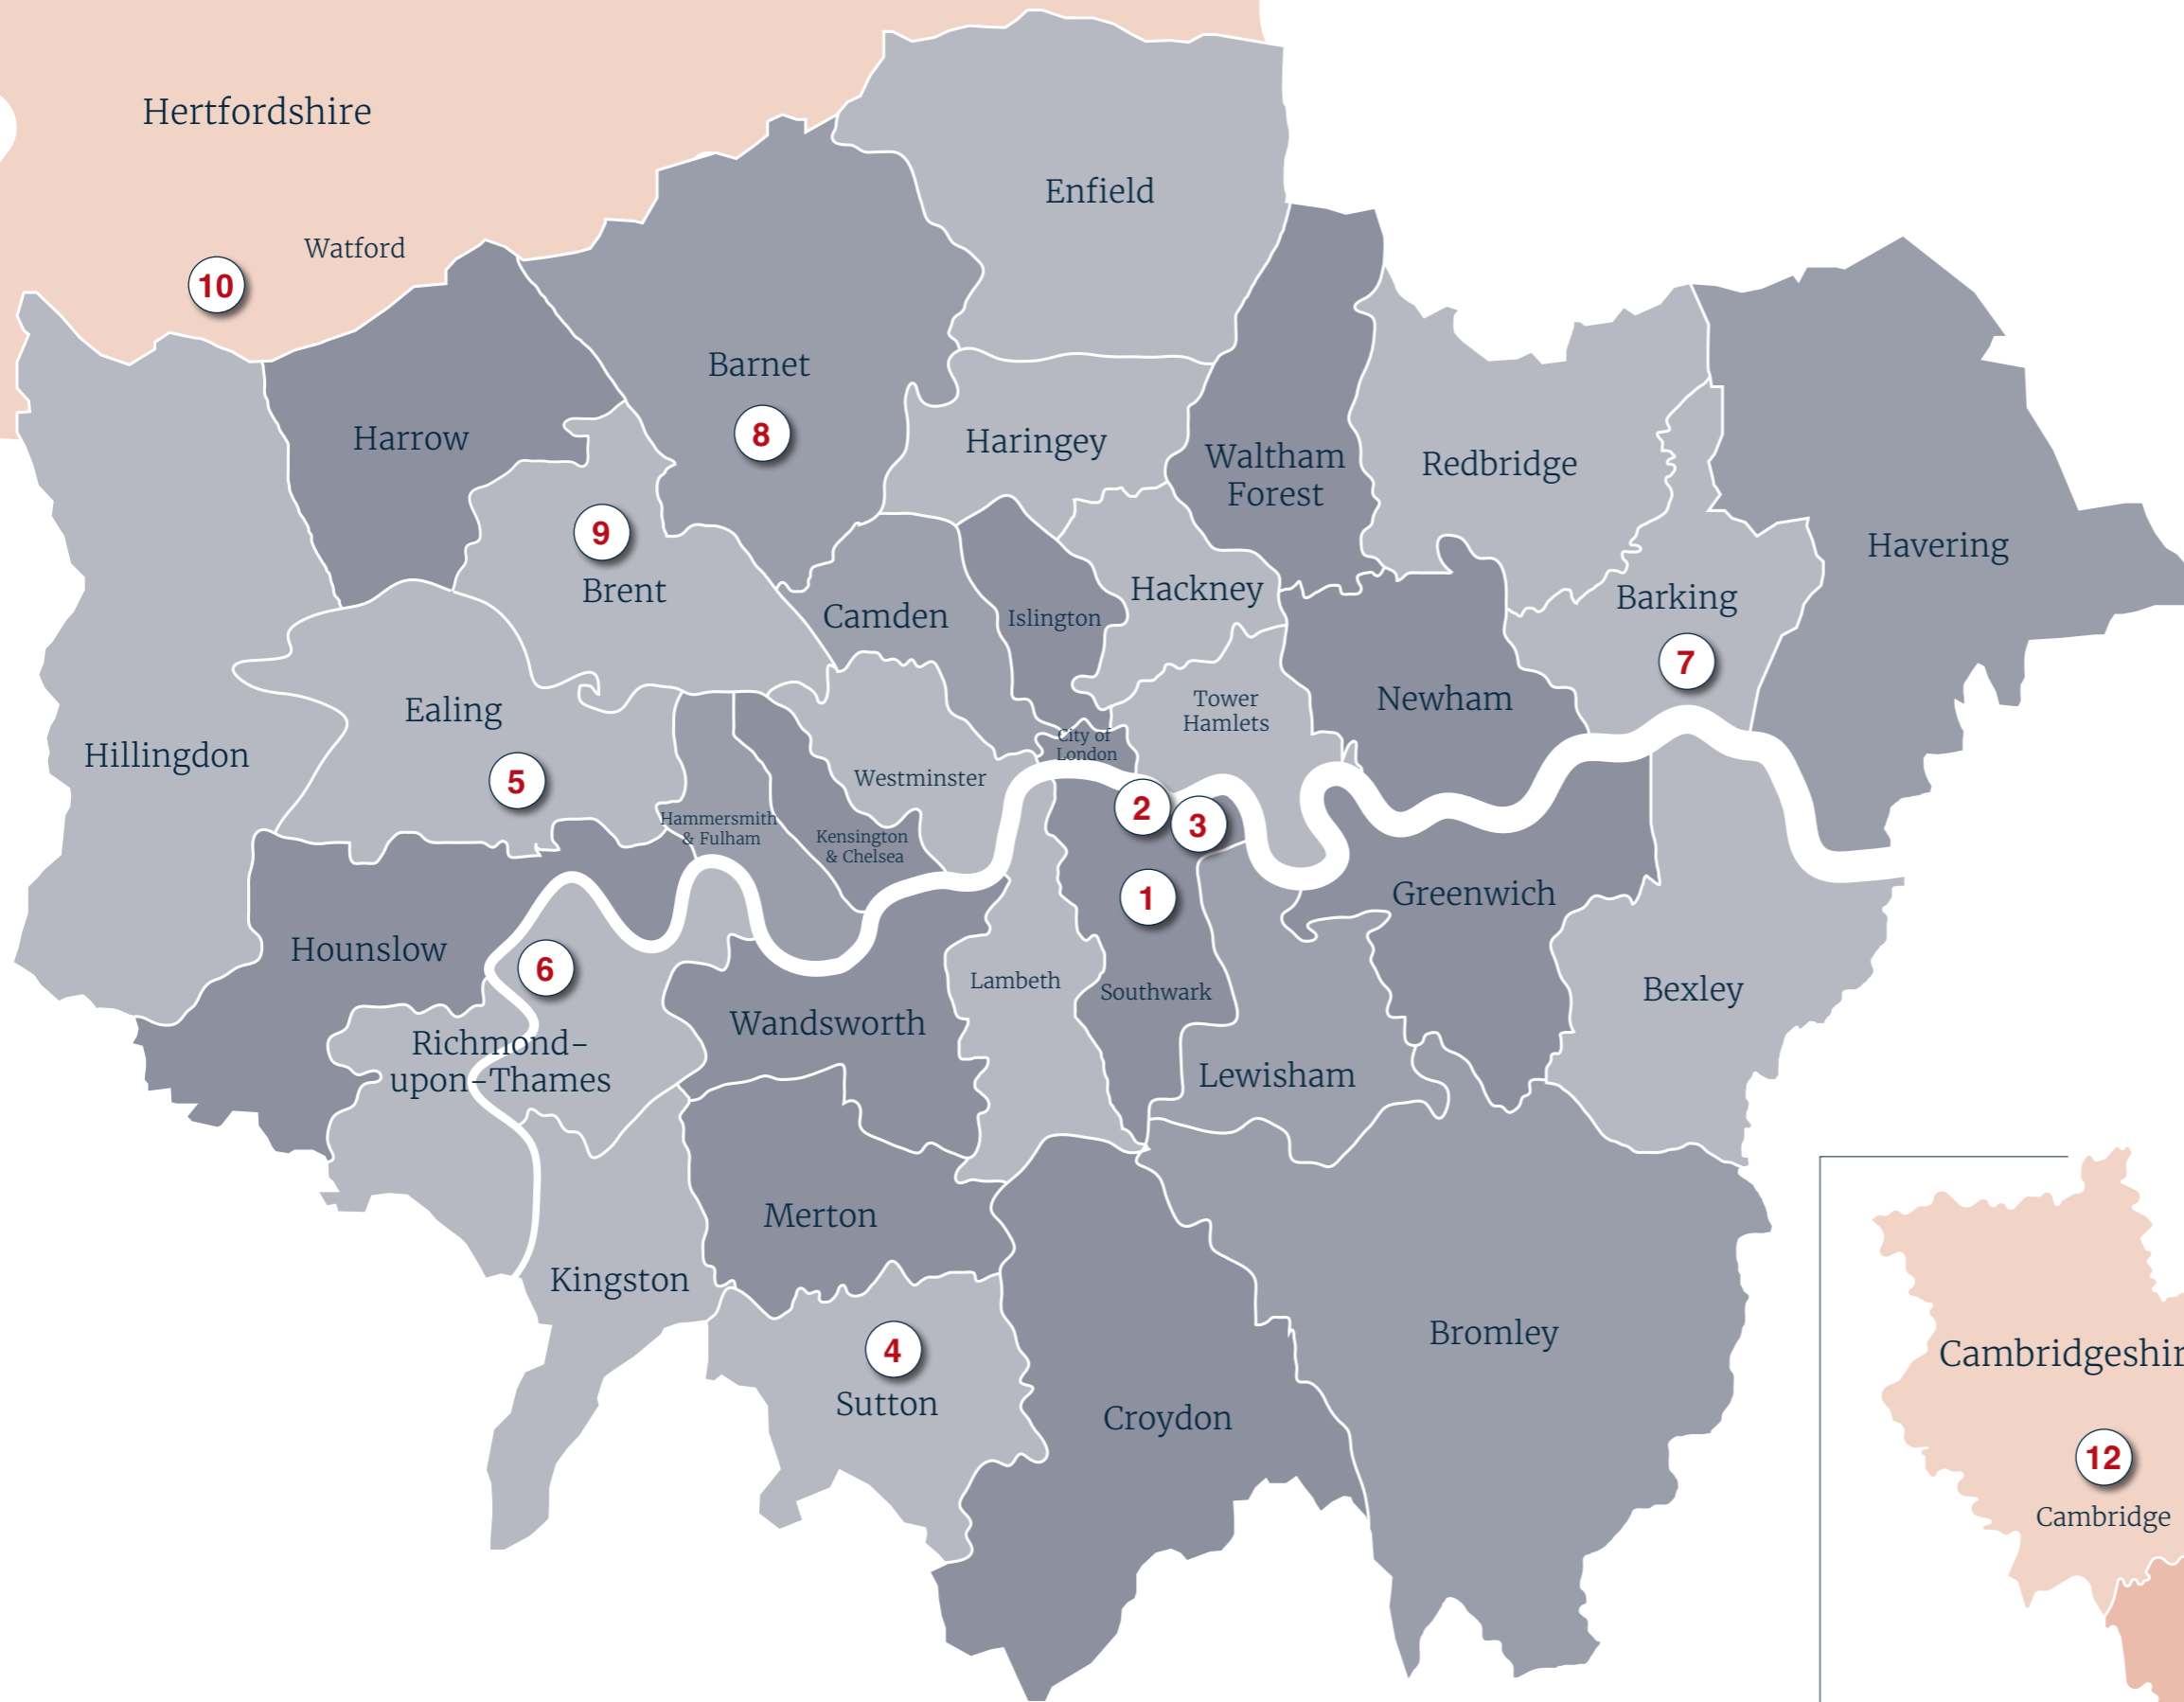 Hertfordshire
Enfield
Watford
10
Barnet
8
Harrow
Haringey
Waltham
Forest
Redbridge
9
Brent
Havering
Camden
Islington
Hackney
Barking
7
Ealing
5
Hillingdon
Tower
Hamlets
Newham
City of
London
Westminster
2
3
Hammersmith
& Fulham
Kensington
& Chelsea
1
Greenwich
Hounslow
6
Lambeth
Southwark
Bexley
Richmond-
upon-Thames
Wandsworth
Lewisham
Merton
Kingston
4
Sutton
Croydon
Bromley
Cambridgeshir
12
Cambridge